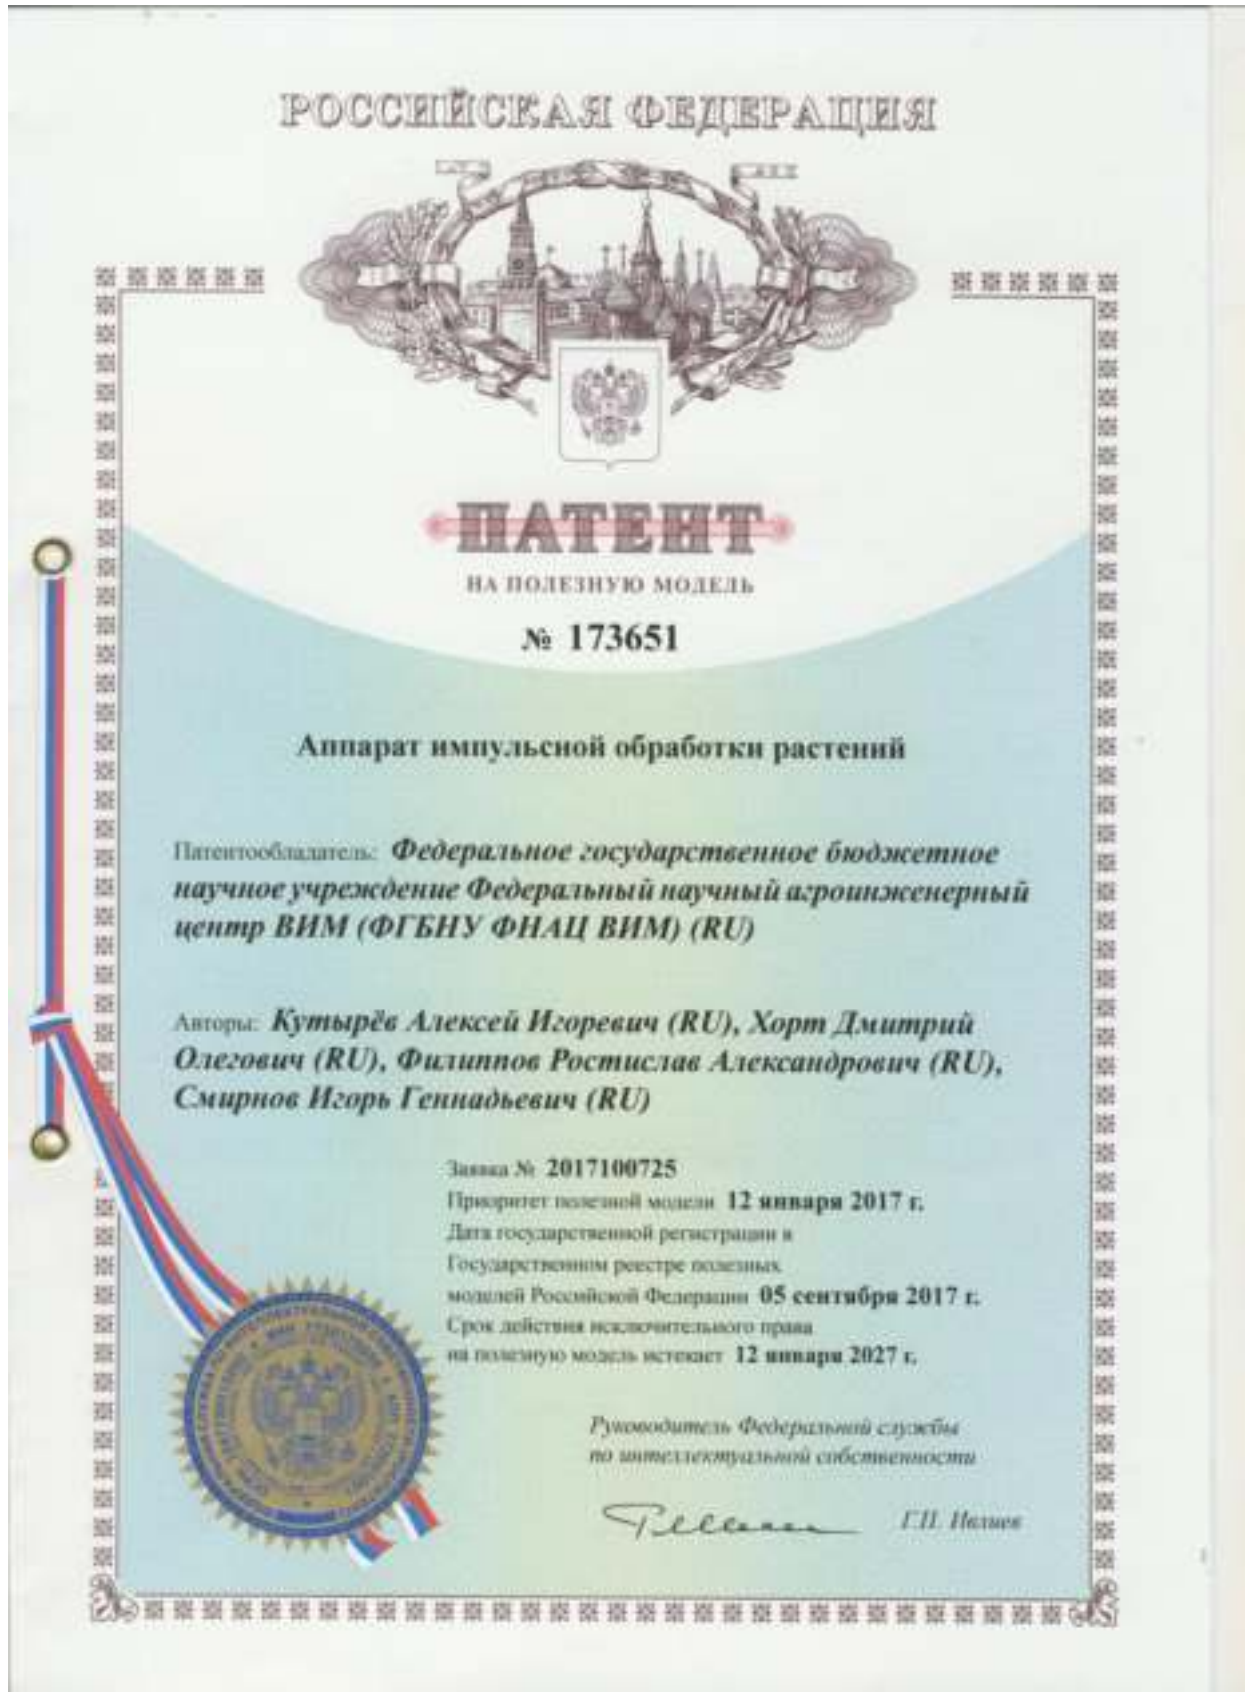 РОССИЙСКАЯ ФЕДЕРАЦИЯ
ПАТЕНТ
НА ПОЛЕЗНУЮ МОДЕЛЬ
№ 173651
Аппарат импульсной обработки растений
Патентообладатель: Федеральное государственное бюджетное
научное учреждение Федеральный научный агроинженерный
центр ВИМ (ФГБНУ ФНАЦ ВИМ) (RU)
Авторы: Кутырёв Алексей Игоревич (RU), Хорт Дмитрий
Олегович (RU), Филиппов Ростислав Александрович (RU),
Смирнов Игорь Геннадьевич (RU)
Заявка № 2017100725
Приоритет полезной модели 12 января 2017 г.
Дата государственной регистрации в
Государственном реестре полезных
моделей Российской Федерации 05 сентября 2017 г.
Срок действия исключительного права
на полезную модель истекает 12 января 2027 г.
Руководитель Федеральной службы
по интеллектуальной собственности
Г.П. Ивлиев